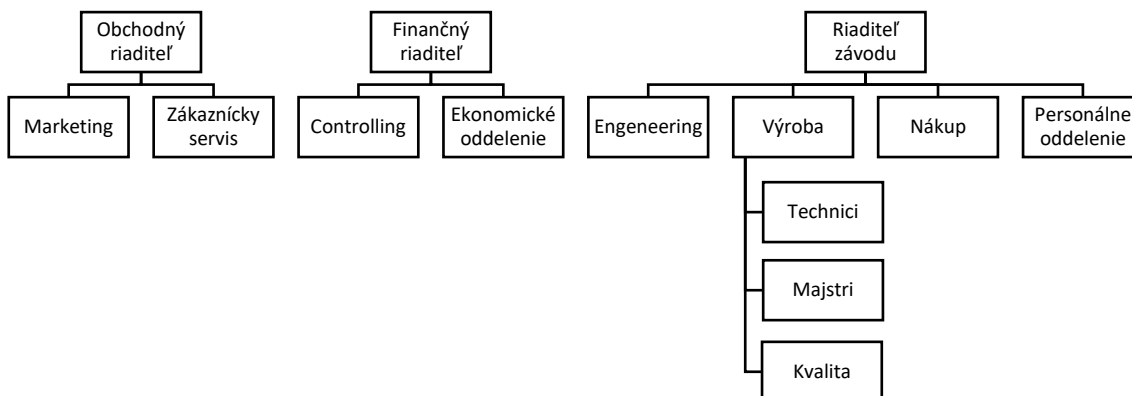 Obchodný
riaditeľ
Finančný
riaditeľ
Riaditeľ
závodu
Marketing
Zákaznícky
servis
Controlling
Ekonomické
oddelenie
Engeneering
Výroba
Nákup
Personálne
oddelenie
Technici
Majstri
Kvalita